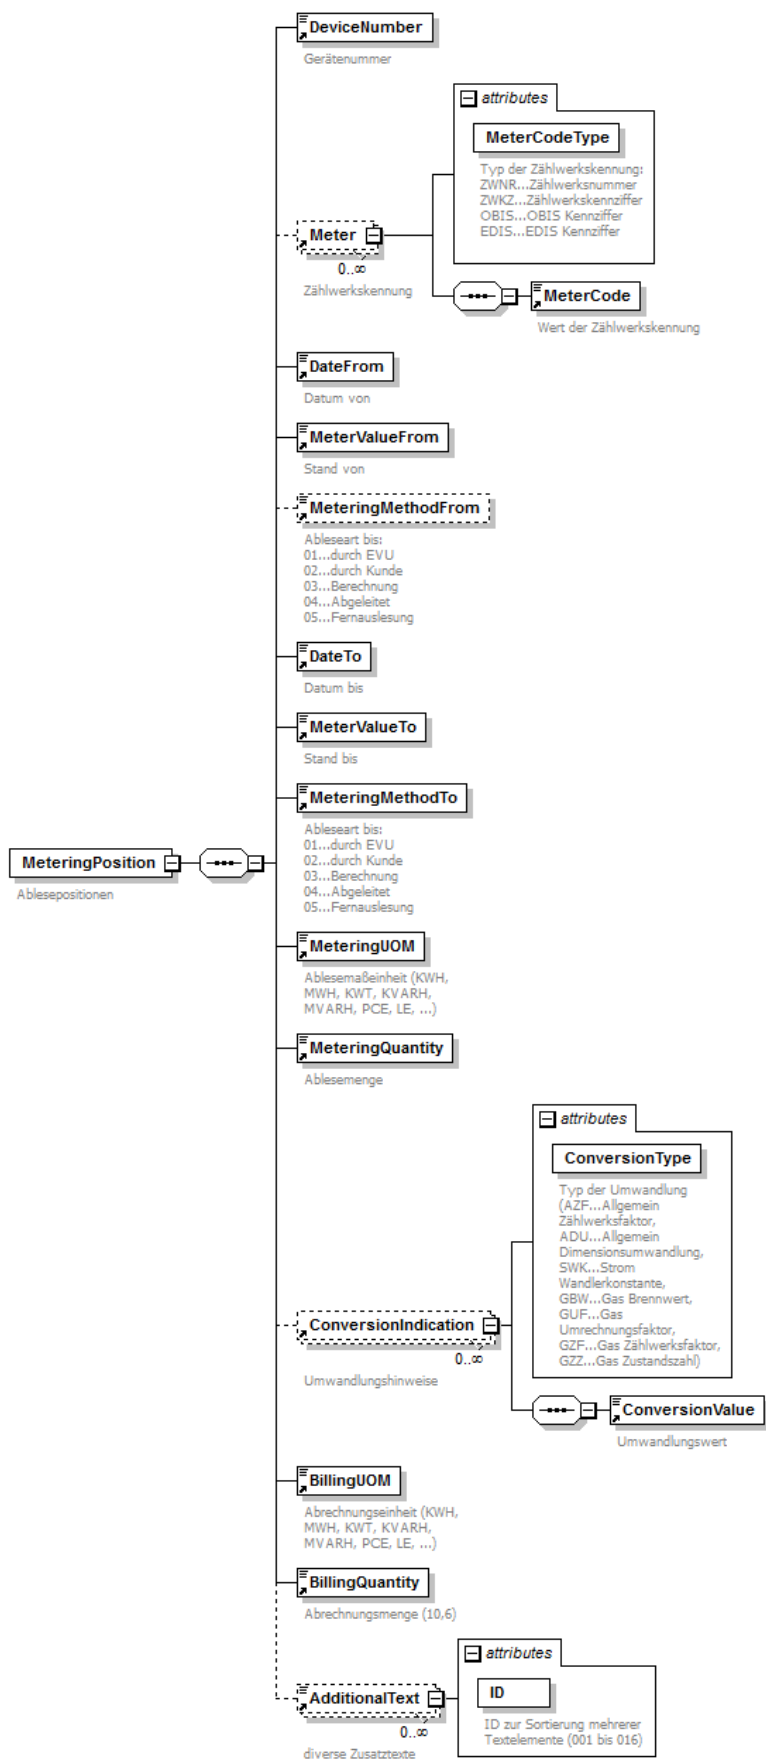 DeviceNumber
Gerätenummer
attributes
MeterCodeType
Typ der Zählwerkskennung:
ZWNR...Zählwerksnummer
ZWKZ...Zählwerkskennziffer
OBIS...OBIS Kennziffer
EDIS...EDIS Kennziffer
Meter
0..∞
Zählwerkskennung
MeterCode
Wert der Zählwerkskennung
DateFrom
Datum von
MeterValueFrom
Stand von
MeteringMethodFrom
Ableseart bis:
01...durch EVU
02...durch Kunde
03...Berechnung
04...Abgeleitet
05...Fernauslesung
DateTo
Datum bis
MeterValueTo
Stand bis
MeteringMethodTo
Ableseart bis:
01...durch EVU
02...durch Kunde
03...Berechnung
04...Abgeleitet
05...Fernauslesung
MeteringPosition
Ablesepositionen
MeteringUOM
Ablesemaßeinheit (KWH,
MWH, KWT, KVARH,
MVARH, PCE, LE, ...)
MeteringQuantity
Ablesemenge
attributes
ConversionType
Typ der Umwandlung
(AZF...Allgemein
Zählwerksfaktor,
ADU...Allgemein
Dimensionsumwandlung,
SWK...Strom
Wandlerkonstante,
GBW...Gas Brennwert,
GUF...Gas
Umrechnungsfaktor,
GZF...Gas Zählwerksfaktor,
GZZ...Gas Zustandszahl)
ConversionIndication
0..∞
Umwandlungshinweise
ConversionValue
Umwandlungswert
BillingUOM
Abrechnungseinheit (KWH,
MWH, KWT, KVARH,
MVARH, PCE, LE, ...)
BillingQuantity
Abrechnungsmenge (10,6)
attributes
ID
ID zur Sortierung mehrerer
Textelemente (001 bis 016)
AdditionalText
0..∞
diverse Zusatztexte